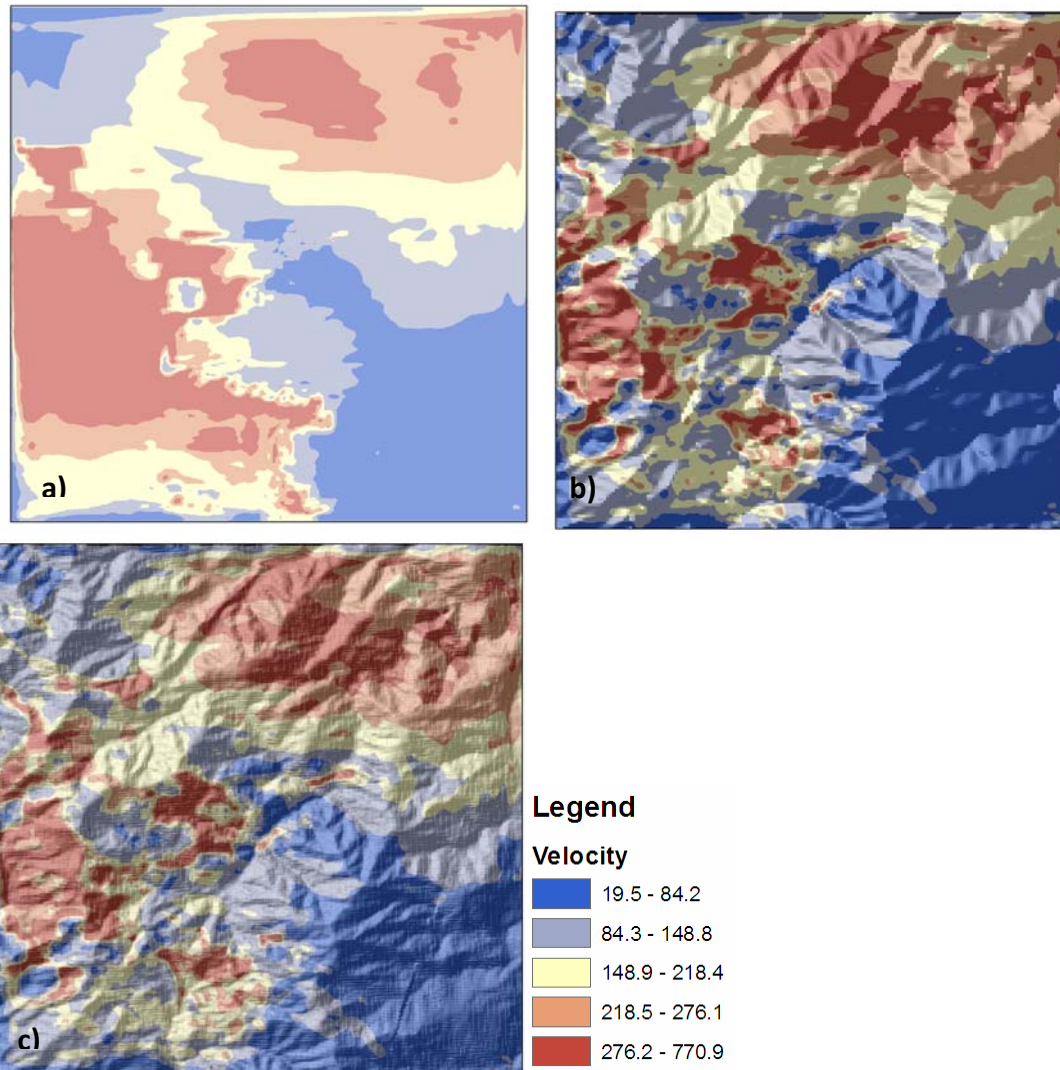 a)
b)
c)
Legend
Velocity
19.5 - 84.2
84.3 - 148.8
148.9 - 218.4
218.5 - 276.1
276.2 - 770.9